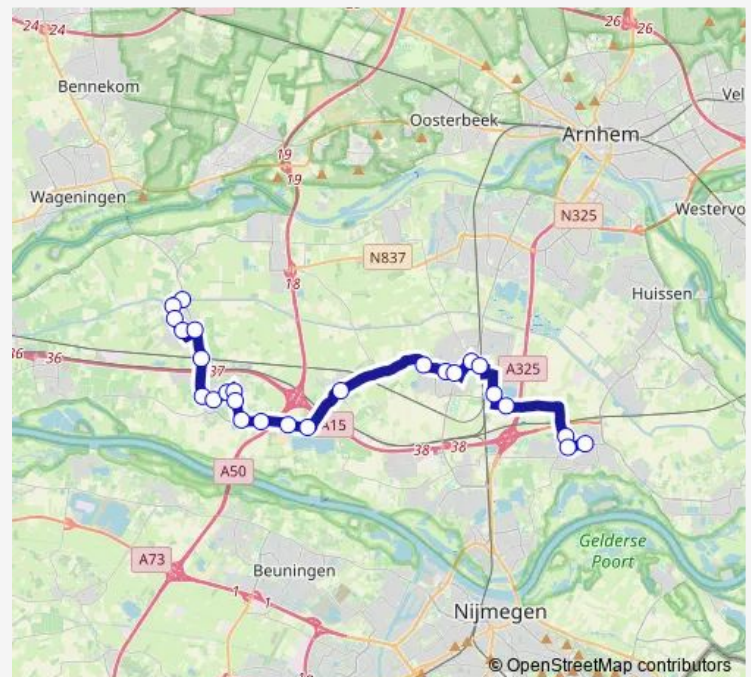 24
24
26
26
Bennekom
Vel
Oosterbeek
Arnhem
19
19
Wageningen
Westervo
N325
N837
18
Huissen
36
36
37
A325
A15
38
38
A50
Gelderse
Poort
A73
Beuningen
1
1
Nijmegen
© OpenStreetMap contributors